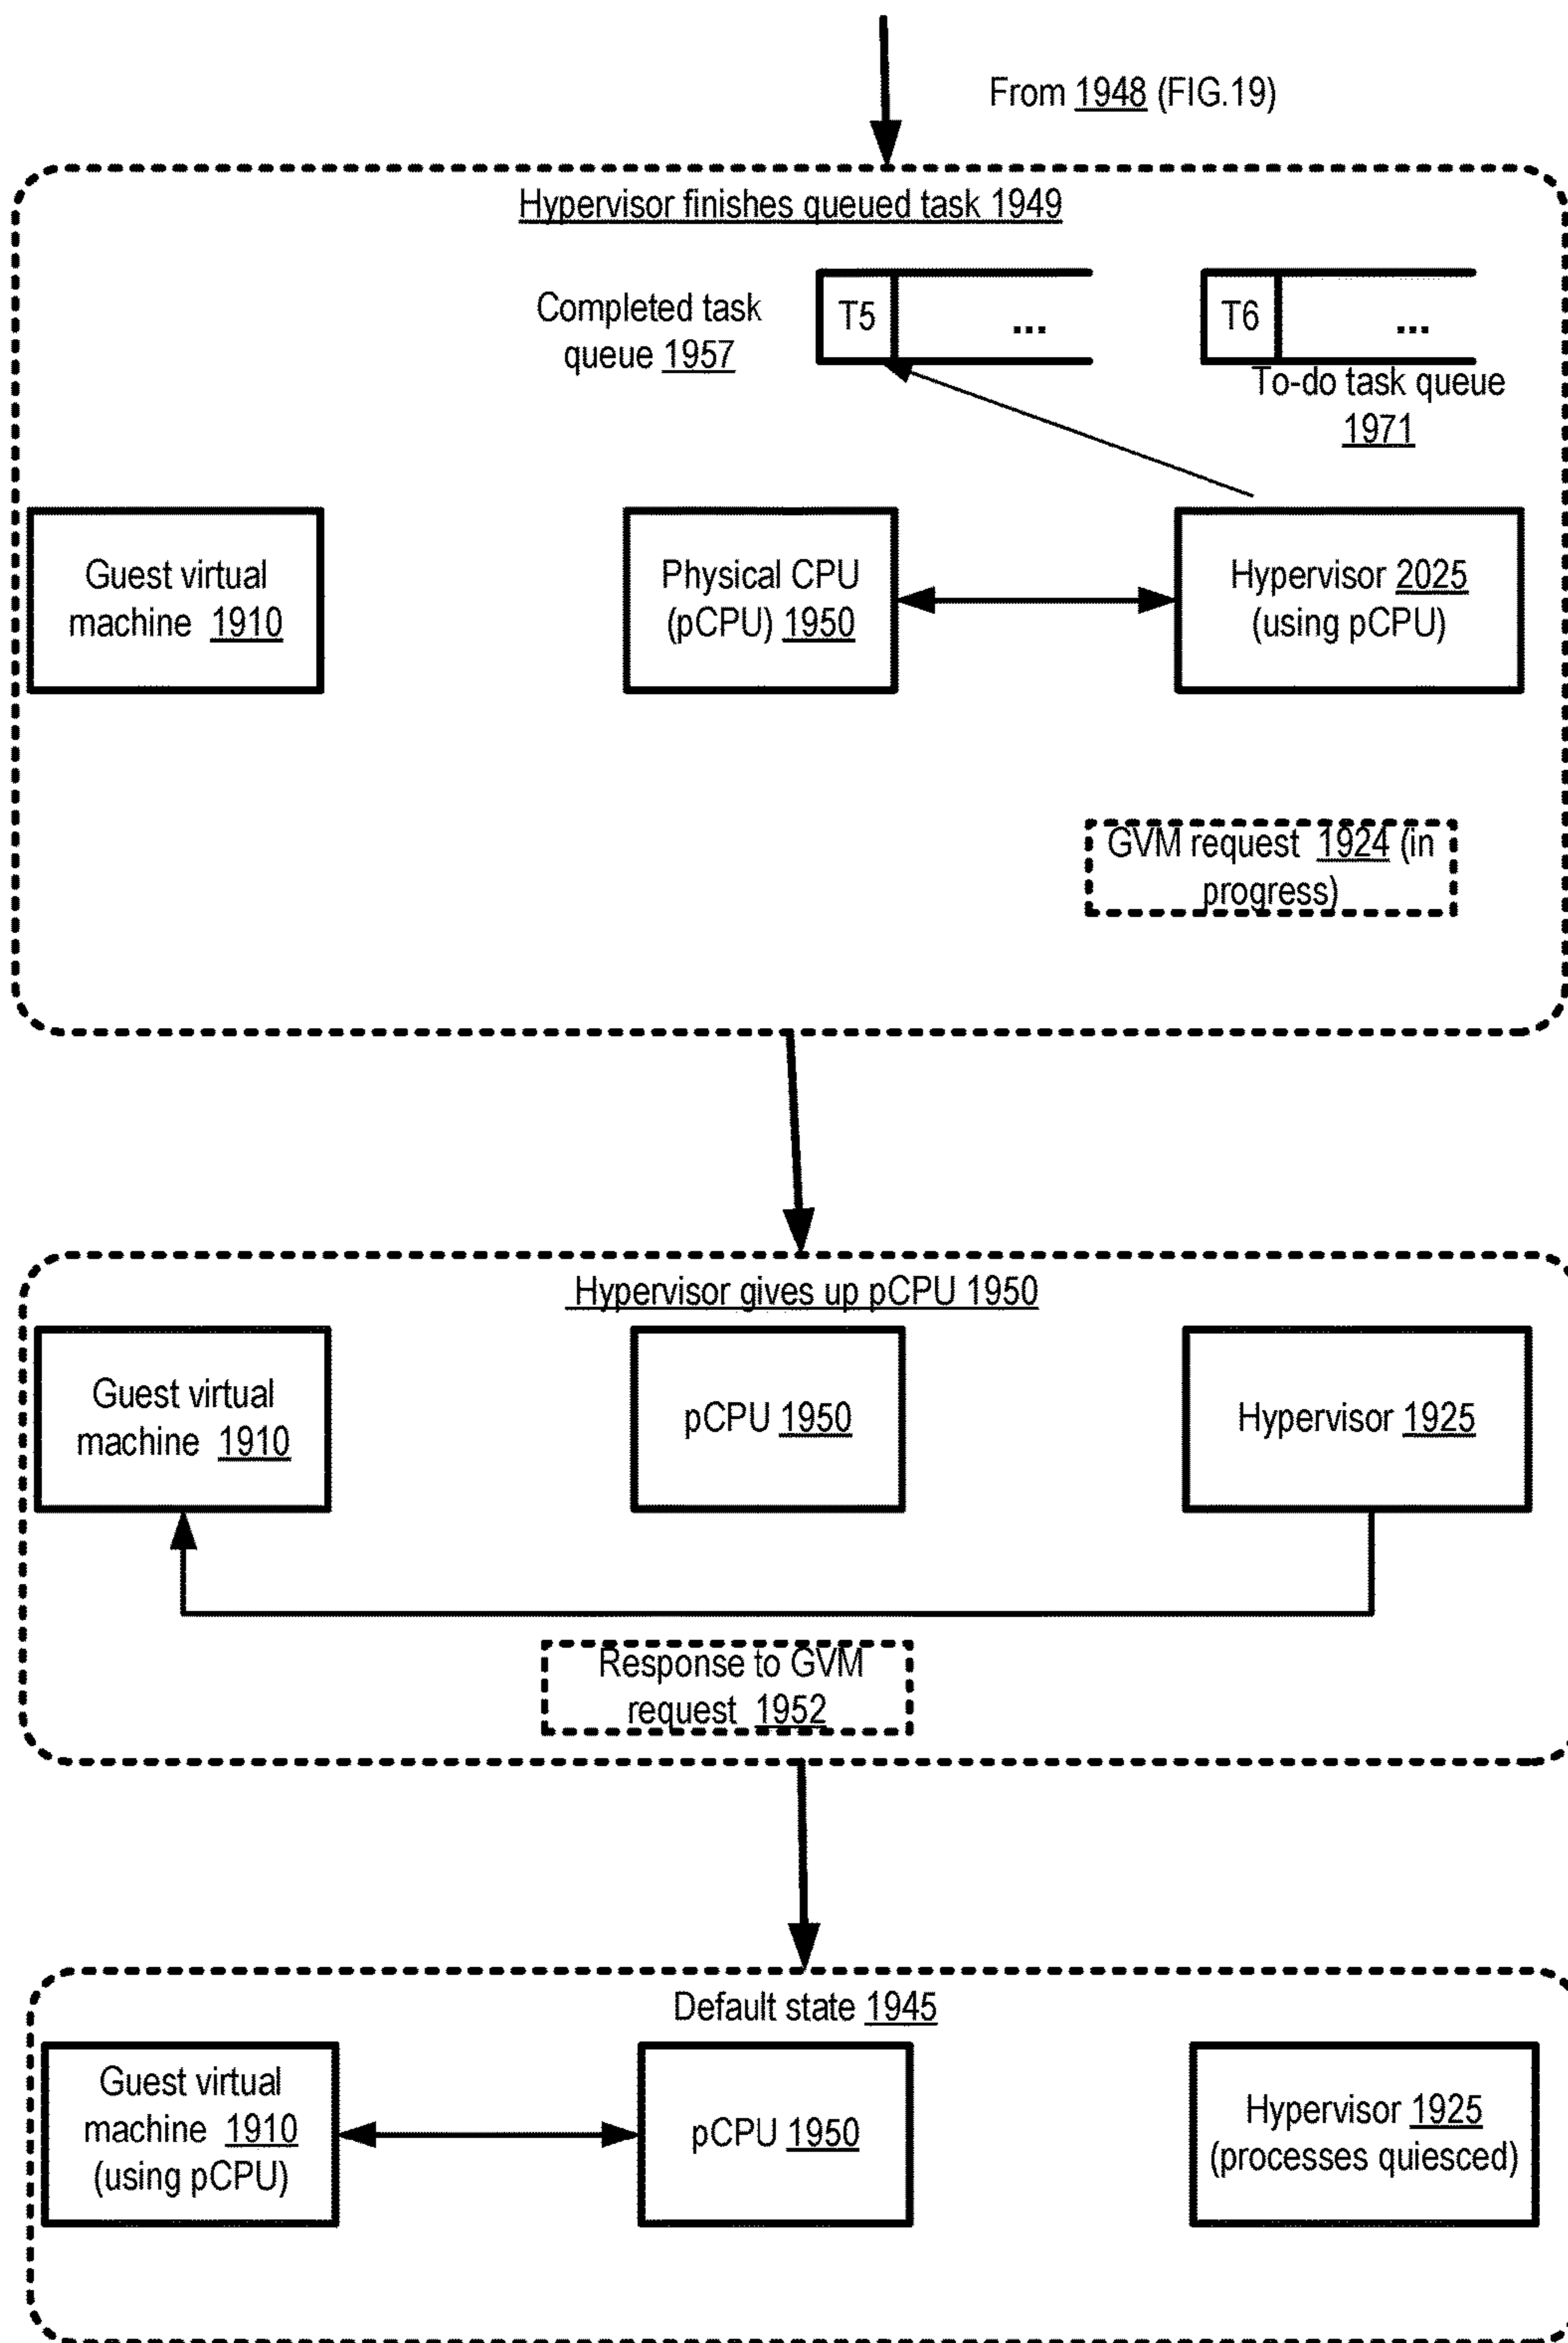 From 1948 (FIG.19)
Hypervisor finishes queued task 1949
Completed task
queue 1957
T5
...
T6
...
To-do task queue
1971
Guest virtual
machine 1910
Physical CPU
(pCPU) 1950
Hypervisor 2025
(using pCPU)
GVM request 1924 (in
progress)
Hypervisor gives up pCPU 1950
Guest virtual
machine 1910
pCPU 1950
Hypervisor 1925
Response to GVM
request 1952
Default state 1945
Guest virtual
machine 1910
(using pCPU)
pCPU 1950
Hypervisor 1925
(processes quiesced)